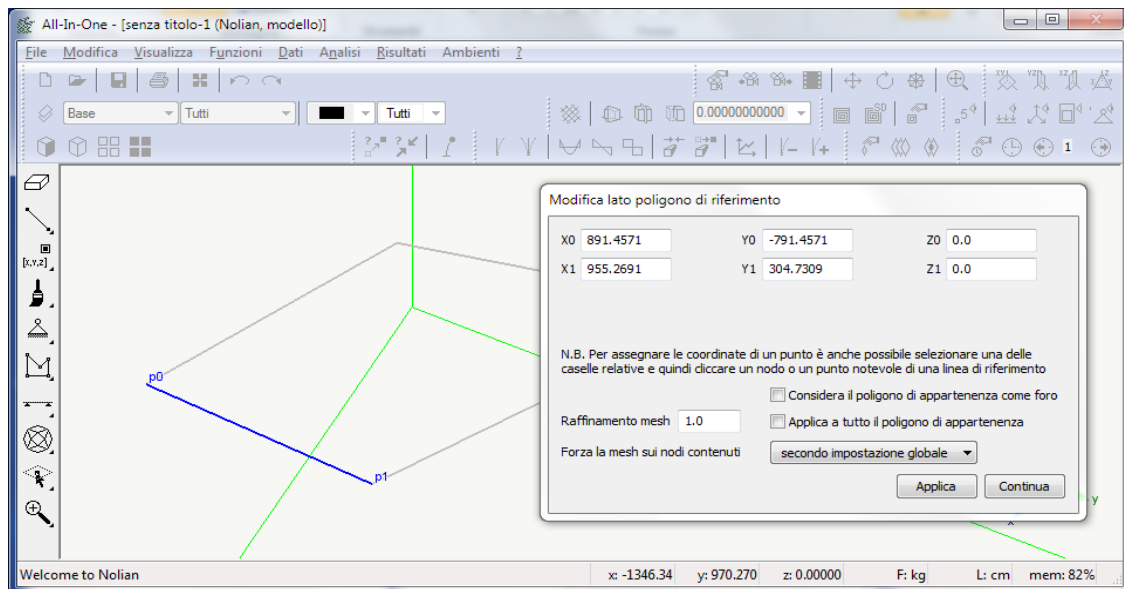 All-In-One - [senza titolo-1 (Nolian, modello)]
File Modifica Visualizza Funzioni Dati Analisi Risultati Ambienti ?
Base Tutti Tutti 0.00000000000
1
[x,y,z]
p0
p1
Modifica lato poligono di riferimento
X0 891.4571 Y0 -791.4571 Z0 0.0
X1 955.2691 Y1 304.7309 Z1 0.0
N.B. Per assegnare le coordinate di un punto è anche possibile selezionare una delle
caselle relative e quindi cliccare un nodo o un punto notevole di una linea di riferimento
Considera il poligono di appartenenza come foro
Raffinamento mesh 1.0 Applica a tutto il poligono di appartenenza
Forza la mesh sui nodi contenuti secondo impostazione globale
Applica Continua
y
x
Welcome to Nolian x: -1346.34 y: 970.270 z: 0.00000 F: kg L: cm mem: 82%